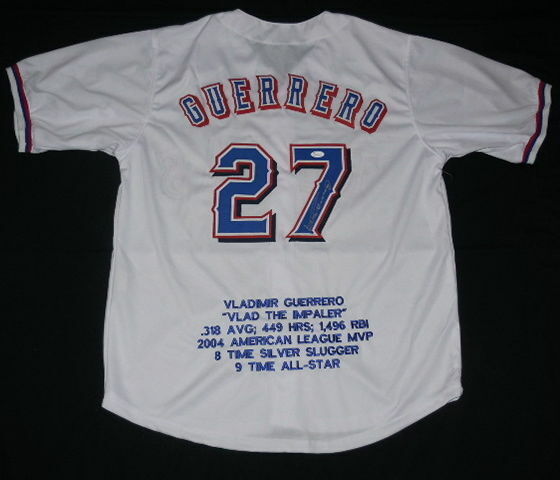 GUERRERO
27
VLADIMIR GUERRERO
"VLAD THE IMPALER"
.318 AVG; 449 HRS; 1,496 RBI
2004 AMERICAN LEAGUE MVP
8 TIME SILVER SLUGGER
9 TIME ALL-STAR